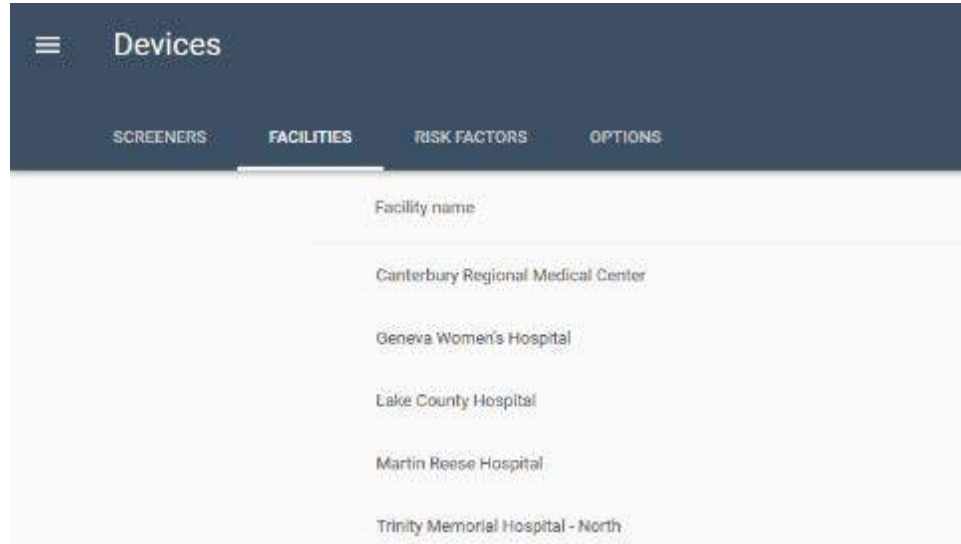 Devices
SCREENERS FACILITIES RISK FACTORS OPTIONS
Facility name
Canterbury Regional Medical Center
Geneva Women's Hospital
Lake County Hospital
Martin Reese Hospital
Trinity Memorial Hospital - North